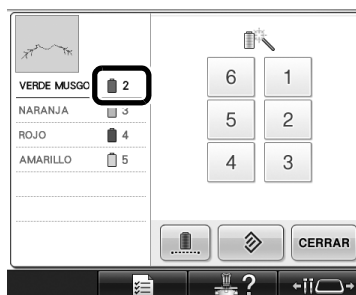 VERDE MUSGO 2
NARANJA 3
ROJO 4
AMARILLO 5
6 1
5 2
4 3
CERRAR
?